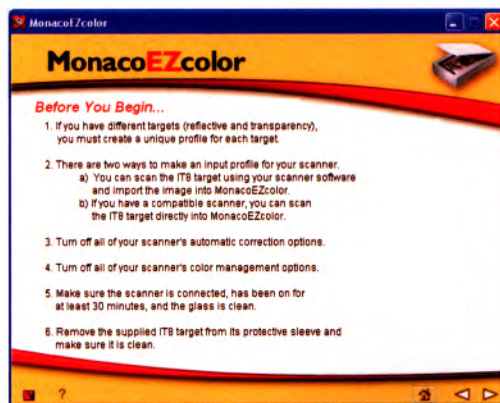 MonacoEZcolor
MonacoEZcolor
Before You Begin...
1. If you have different targets (reflective and transparency),
you must create a unique profile for each target.
2. There are two ways to make an input profile for your scanner.
a) You can scan the IT8 target using your scanner software
and import the image into MonacoEZcolor.
b) If you have a compatible scanner, you can scan
the IT8 target directly into MonacoEZcolor.
3. Turn off all of your scanner's automatic correction options.
4. Turn off all of your scanner's color management options.
5. Make sure the scanner is connected, has been on for
at least 30 minutes, and the glass is clean.
6. Remove the supplied IT8 target from its protective sleeve and
make sure it is clean.
?